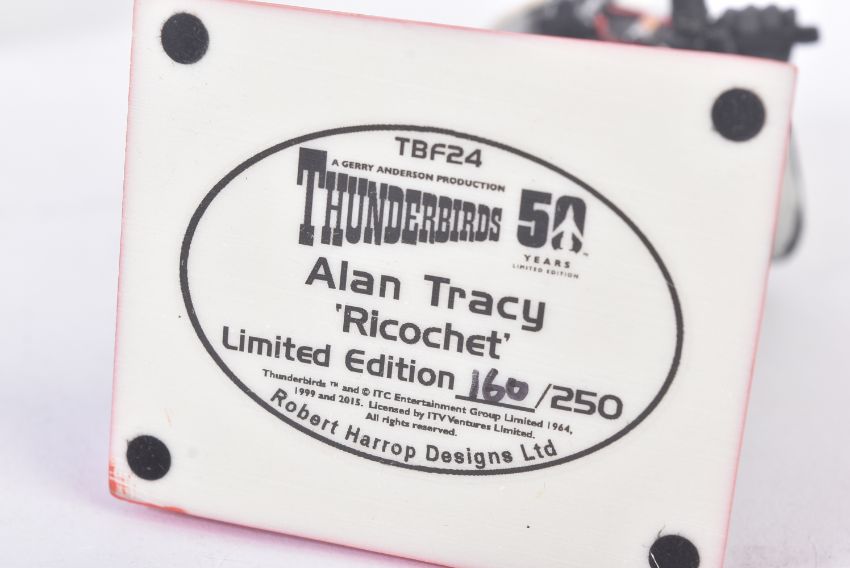 TBF24
A GERRY ANDERSON PRODUCTION
THUNDERBIRDS 50™
YEARS
LIMITED EDITION
Alan Tracy
'Ricochet'
Limited Edition 160/250
Thunderbirds ™ and © ITC Entertainment Group Limited 1964,
1999 and 2015. Licensed by ITV Ventures Limited.
All rights reserved.
Robert Harrop Designs Ltd